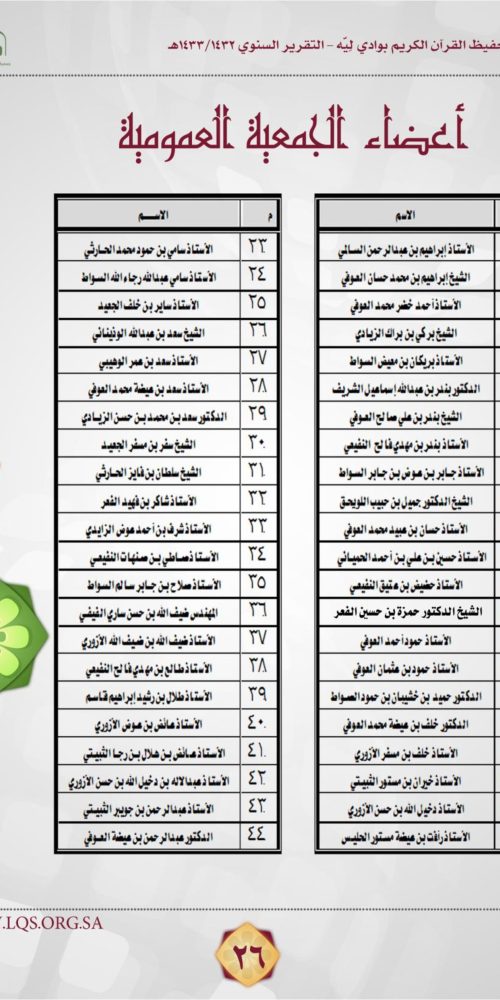 حفيظ القرآن الكريم بوادي ليّه – التقرير السنوي ١٤٣٣/١٤٣٢هـ
أعضاء الجمعية العمومية
الاسم
الأستاذ إبراهيم بن عبدالرحمن السالمي
الشيخ إبراهيم بن محمد حسان العوفي
الأستاذ أحمد خضر محمد العوفي
الشيخ بركي بن براك الزيادي
الأستاذ بريكان بن معيض السواط
الدكتور بندر بن عبدالله إسماعيل الشريف
الشيخ بندر بن علي صالح العوفي
الأستاذ بندر بن مهدي فالح النفيعي
الأستاذ جابر بن عوض بن جابر السواط
الشيخ الدكتور جميل بن حبيب اللويحق
الأستاذ حسان بن عبيد محمد العوفي
الأستاذ حسين بن علي بن أحمد الحمياني
الأستاذ حضيض بن عتيق النفيعي
الشيخ الدكتور حمزة بن حسين الفعر
الأستاذ حمود أحمد العوفي
الأستاذ حمود بن عثمان العوفي
الدكتور حميد بن خشيبان بن حمود الصواط
الدكتور خلف بن عيضة محمد العوفي
الأستاذ خلف بن مسفر الأزوري
الأستاذ خيران بن مستور الثبيتي
الأستاذ دخيل الله بن حسن الأزوري
الأستاذ رأفت بن عيضة مستور الحليس
م الاســم
٢٣ الأستاذ سامي بن حمود محمد الحارثي
٢٤ الأستاذ سامي عبدالله رجاء الله السواط
٢٥ الأستاذ ساير بن خلف الجعيد
٢٦ الشيخ سعد بن عبدالله الوذيناني
٢٧ الأستاذ سعد بن عمر الوهيبي
٢٨ الأستاذ سعد بن عيضة محمد العوفي
٢٩ الدكتور سعد بن محمد بن حسن الزيادي
٣٠ الشيخ سفر بن مسفر الجعيد
٣١ الشيخ سلطان بن فايز الحارثي
٣٢ الأستاذ شاكر بن فهيد الفعر
٣٣ الأستاذ شرف بن أحمد عوض الزايدي
٣٤ الأستاذ صاطي بن صنهات النفيعي
٣٥ الأستاذ صلاح بن جابر سالم السواط
٣٦ المهندس ضيف الله بن حسن ساري الفيفي
٣٧ الأستاذ ضيف الله بن ضيف الله الأزوري
٣٨ الأستاذ طالع بن مهدي فالح النفيعي
٣٩ الأستاذ طلال بن رشيد إبراهيم قاسم
٤٠ الأستاذ عائض بن عوض الأزوري
٤١ الأستاذ عائض بن هلال بن رجا الثبيتي
٤٢ الأستاذ عبدالاله بن دخيل الله بن حسن الأزوري
٤٣ الأستاذ عبدالرحمن بن جويبر الثبيتي
٤٤ الدكتور عبدالرحمن بن عيضة العوفي
.LQS.ORG.SA
٢٦